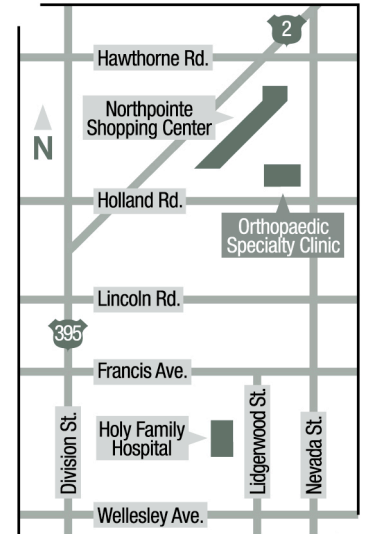 2
Hawthorne Rd.
Northpointe
Shopping Center
N
Holland Rd.
Orthopaedic
Specialty Clinic
Lincoln Rd.
395
Francis Ave.
Division St.
Holy Family
Hospital
Lidgerwood St.
Nevada St.
Wellesley Ave.